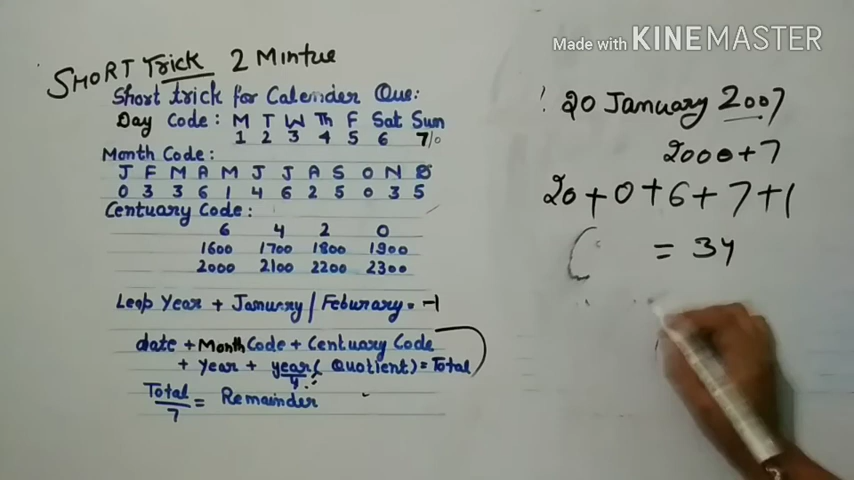 Made with KINEMASTER
SHORT Trick 2 Mintue
Short trick for Calender Que:
Day Code: M T W Th F Sat Sun
1 2 3 4 5 6 7/0
Month Code:
J F M A M J J A S O N D
0 3 3 6 1 4 6 2 5 0 3 5
Centuary Code:
6 4 2 0
1600 1700 1800 1900
2000 2100 2200 2300
Leap Year + January/Feburary = -1
date + Month Code + Centuary Code
+ Year + year/4 (Quotient) = Total
Total/7 = Remainder
20 January 2007
2000+7
20+0+6+7+1
= 34